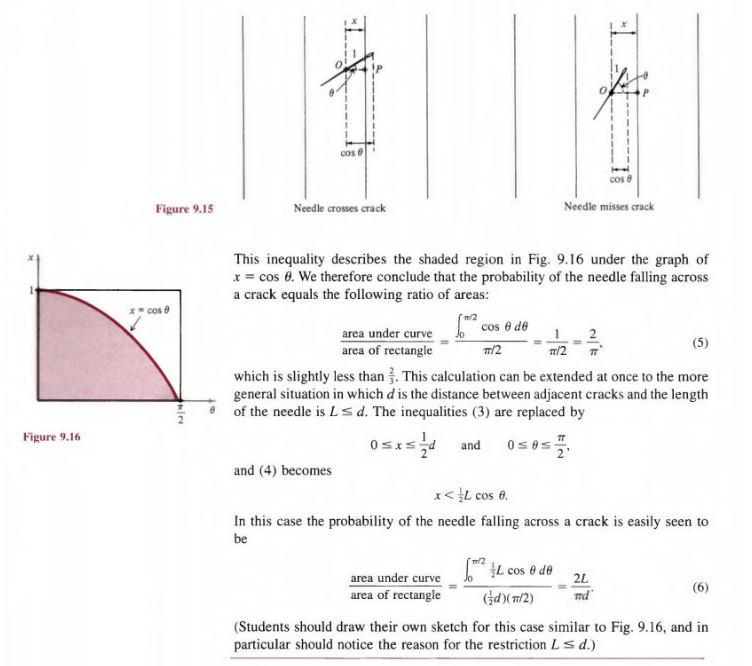 x
1
O
P
θ
cos θ
x
1
θ
O
P
cos θ
Figure 9.15
Needle crosses crack
Needle misses crack
x
1
x = cos θ
π/2
θ
Figure 9.16
This inequality describes the shaded region in Fig. 9.16 under the graph of
x = cos θ. We therefore conclude that the probability of the needle falling across
a crack equals the following ratio of areas:
area under curve / area of rectangle = ∫₀^{π/2} cos θ dθ / π/2 = 1 / π/2 = 2/π, (5)
which is slightly less than 2/3. This calculation can be extended at once to the more
general situation in which d is the distance between adjacent cracks and the length
of the needle is L ≤ d. The inequalities (3) are replaced by
0 ≤ x ≤ 1/2 d and 0 ≤ θ ≤ π/2,
and (4) becomes
x < 1/2 L cos θ.
In this case the probability of the needle falling across a crack is easily seen to
be
area under curve / area of rectangle = ∫₀^{π/2} 1/2 L cos θ dθ / (1/2 d)(π/2) = 2L/πd. (6)
(Students should draw their own sketch for this case similar to Fig. 9.16, and in
particular should notice the reason for the restriction L ≤ d.)